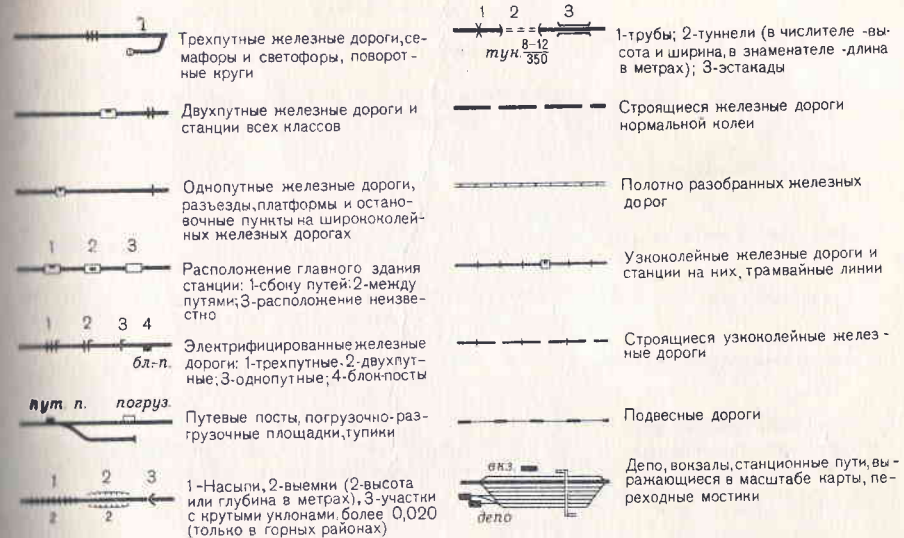 Трехпутные железные дороги, се-
мафоры и светофоры, поворот-
ные круги
Двухпутные железные дороги и
станции всех классов
Однопутные железные дороги,
разъезды, платформы и остано-
вочные пункты на ширококолей-
ных железных дорогах
1 2 3
Расположение главного здания
станции: 1-сбоку путей: 2-между
путями; 3-расположение неизве-
стно
1 2 3 4
бл.-п.
Электрифицированные железные
дороги: 1-трехпутные. 2-двухпут-
ные; 3-однопутные; 4-блок-посты
пут. п. погруз.
Путевые посты, погрузочно-раз-
грузочные площадки, тупики
1 2 3
2 2
1-Насыпи, 2-выемки (2-высота
или глубина в метрах), 3-участки
с крутыми уклонами. более 0,020
(только в горных районах)
1 2 3
тун. 8-12
350
1-трубы; 2-туннели (в числителе -вы-
сота и ширина, в знаменателе -длина
в метрах); 3-эстакады
Строящиеся железные дороги
нормальной колеи
Полотно разобранных железных
дорог
Узкоколейные железные дороги и
станции на них, трамвайные линии
Строящиеся узкоколейные желез-
ные дороги
Подвесные дороги
вкз.
депо
Депо, вокзалы, станционные пути, вы-
ражающиеся в масштабе карты, пе-
реходные мостики